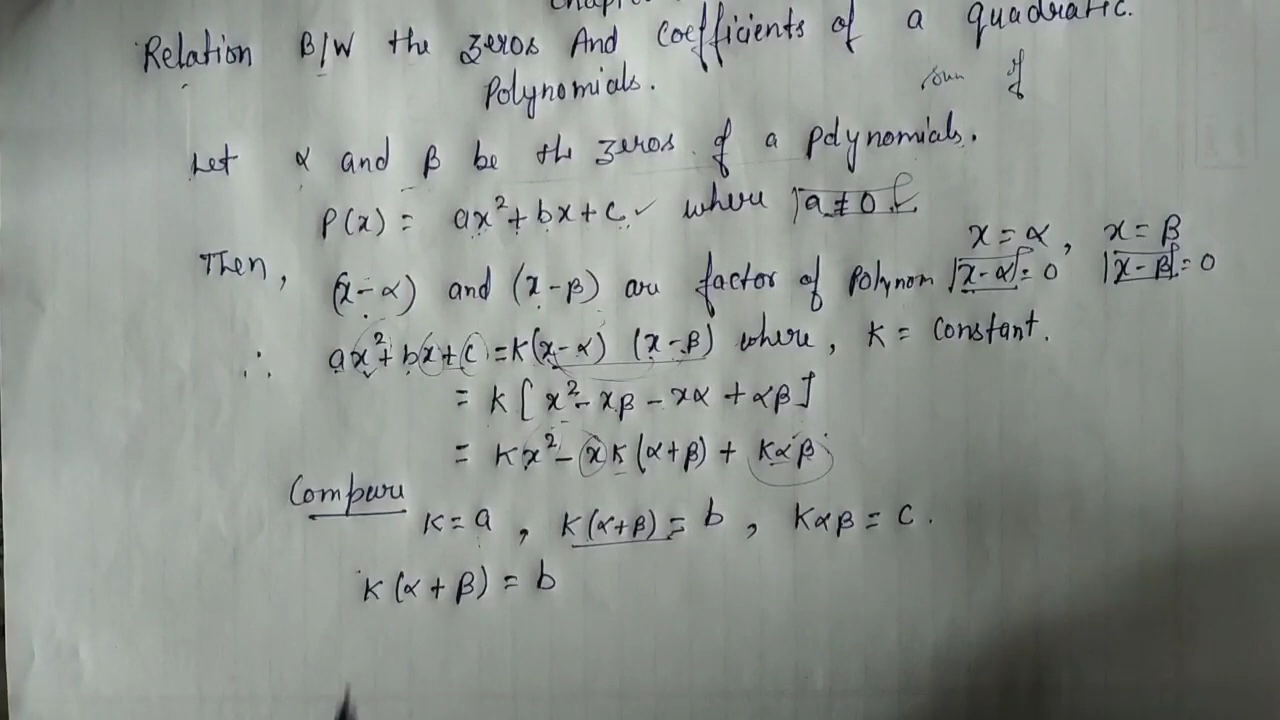 Relation B/W the zeros And Coefficients of a quadratic.
Polynomials.
sum of
Let α and β be the zeros of a polynomials.
P(x) = ax²+bx+c ✓ where a≠0.
x=α, x=β
Then, (x-α) and (x-β) are factor of polynom x-α=0 x-β=0
∴ ax²+bx+c = K(x-α) (x-β) where, K = constant.
= K[x²-xβ-xα+αβ]
= Kx²-xK(α+β) + Kαβ
Compare
K=a, K(α+β)=b, Kαβ=c.
K(α+β)=b